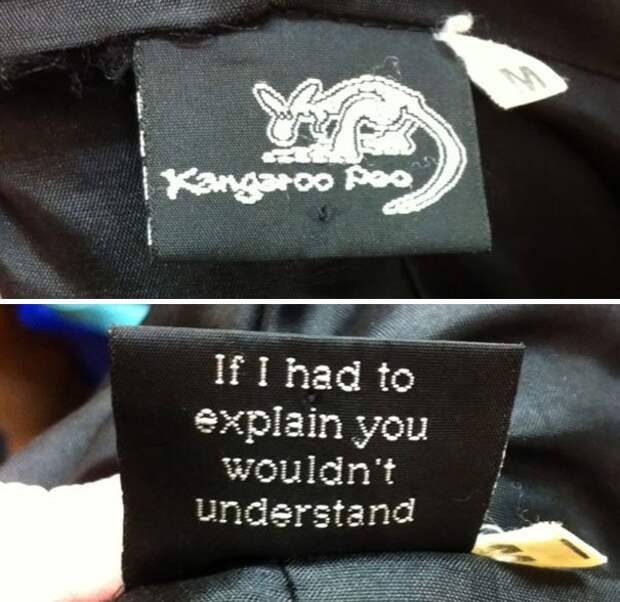 M
Kangaroo Poo
If I had to
explain you
wouldn't
understand